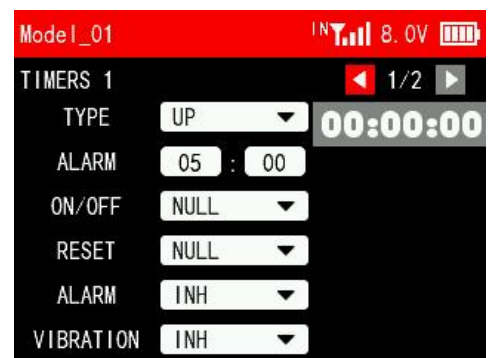 Model_01 IN 8.0V
TIMERS 1 1/2
TYPE UP 00:00:00
ALARM 05 : 00
ON/OFF NULL
RESET NULL
ALARM INH
VIBRATION INH